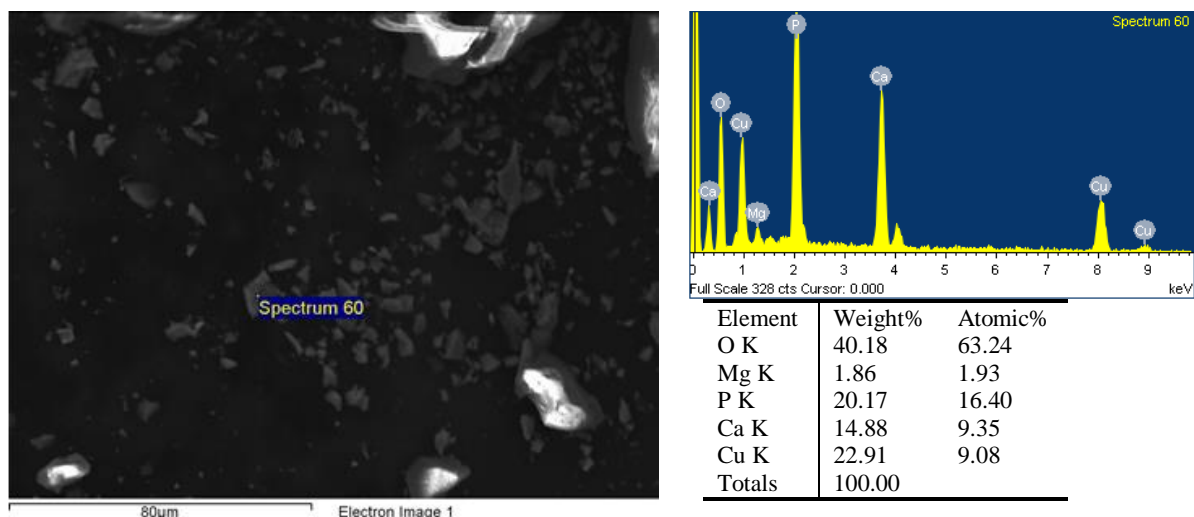 Spectrum 60
80µm
Electron Image 1
Spectrum 60
P
Ca
O
Cu
Ca
Mg
Cu
Cu
0 1 2 3 4 5 6 7 8 9
Full Scale 328 cts Cursor: 0.000 keV
Element Weight% Atomic%
O K 40.18 63.24
Mg K 1.86 1.93
P K 20.17 16.40
Ca K 14.88 9.35
Cu K 22.91 9.08
Totals 100.00